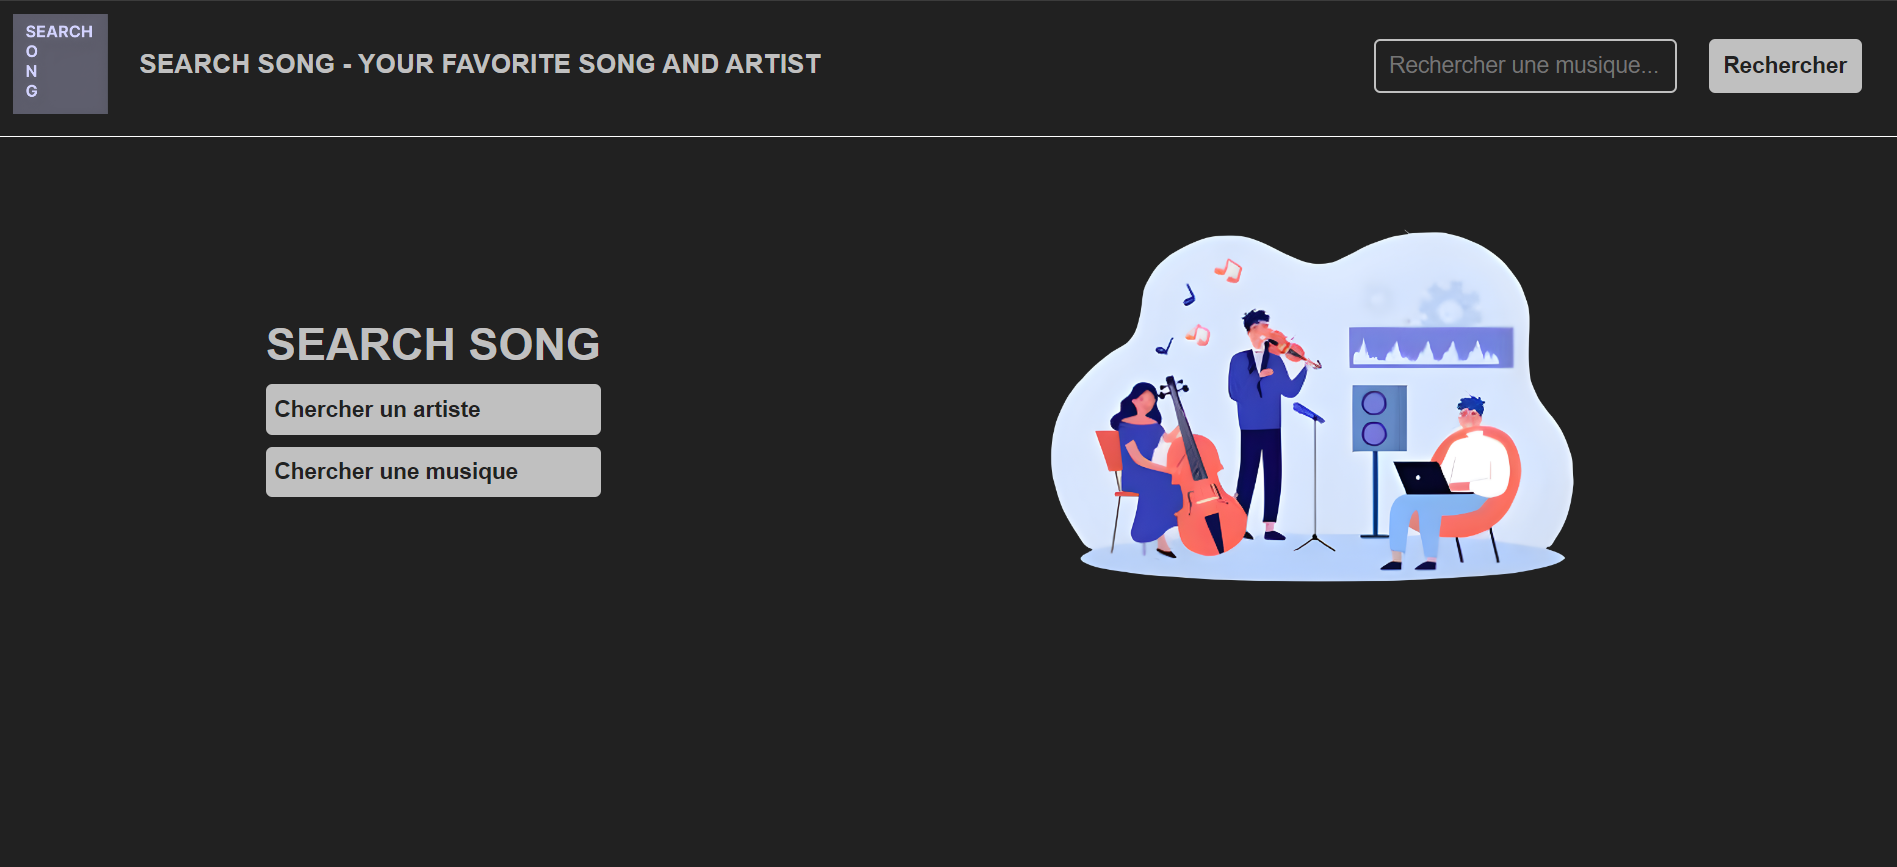 SEARCH
O
N
G
SEARCH SONG - YOUR FAVORITE SONG AND ARTIST
Rechercher une musique...
Rechercher
SEARCH SONG
Chercher un artiste
Chercher une musique